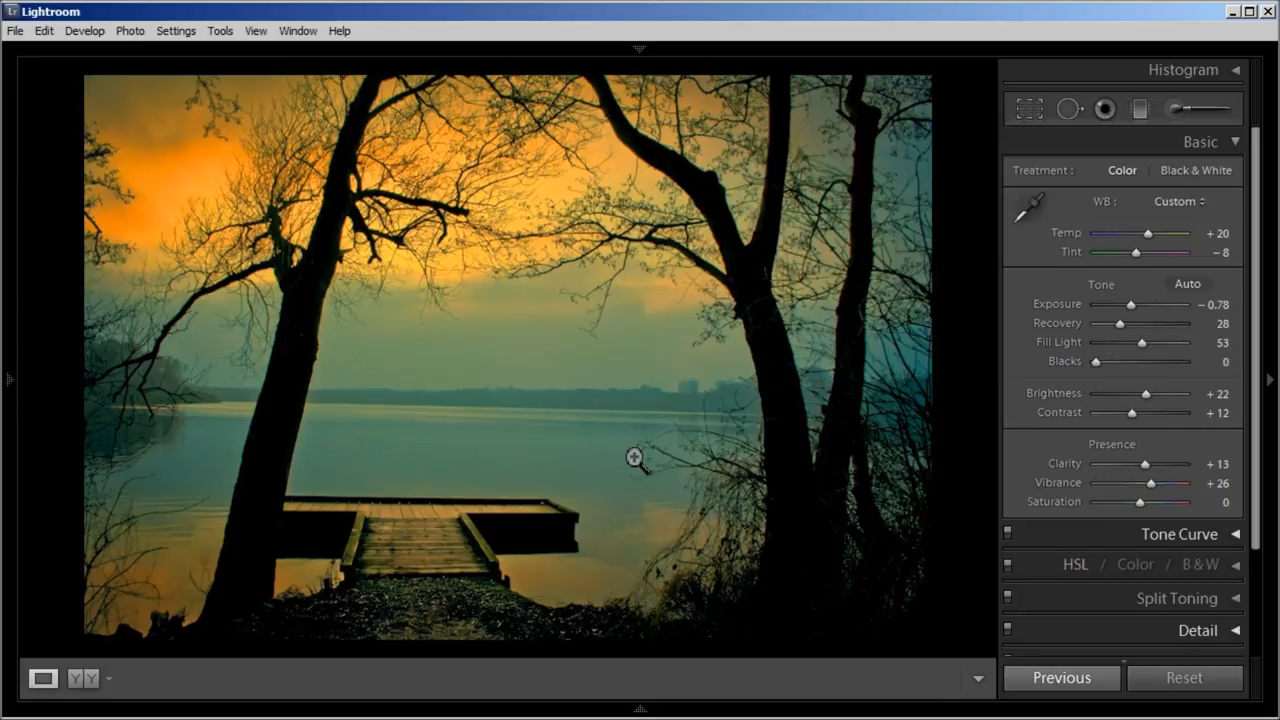 Lr Lightroom
File Edit Develop Photo Settings Tools View Window Help
Histogram
Basic
Treatment : Color Black & White
WB : Custom
Temp + 20
Tint − 8
Tone Auto
Exposure − 0.78
Recovery 28
Fill Light 53
Blacks 0
Brightness + 22
Contrast + 12
Presence
Clarity + 13
Vibrance + 26
Saturation 0
Tone Curve
HSL / Color / B & W
Split Toning
Detail
Y Y
Previous Reset